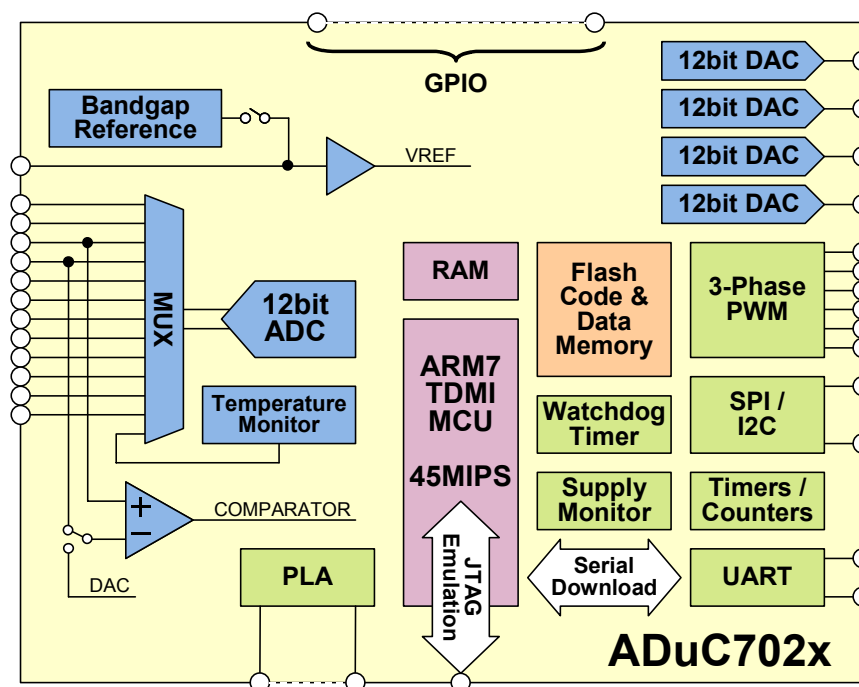 GPIO
12bit DAC
12bit DAC
12bit DAC
12bit DAC
Bandgap
Reference
VREF
MUX
12bit
ADC
Temperature
Monitor
RAM
ARM7
TDMI
MCU
45MIPS
Flash
Code &
Data
Memory
3-Phase
PWM
Watchdog
Timer
SPI /
I2C
Supply
Monitor
Timers /
Counters
+
−
COMPARATOR
DAC
PLA
JTAG
Emulation
Serial
Download
UART
ADuC702x